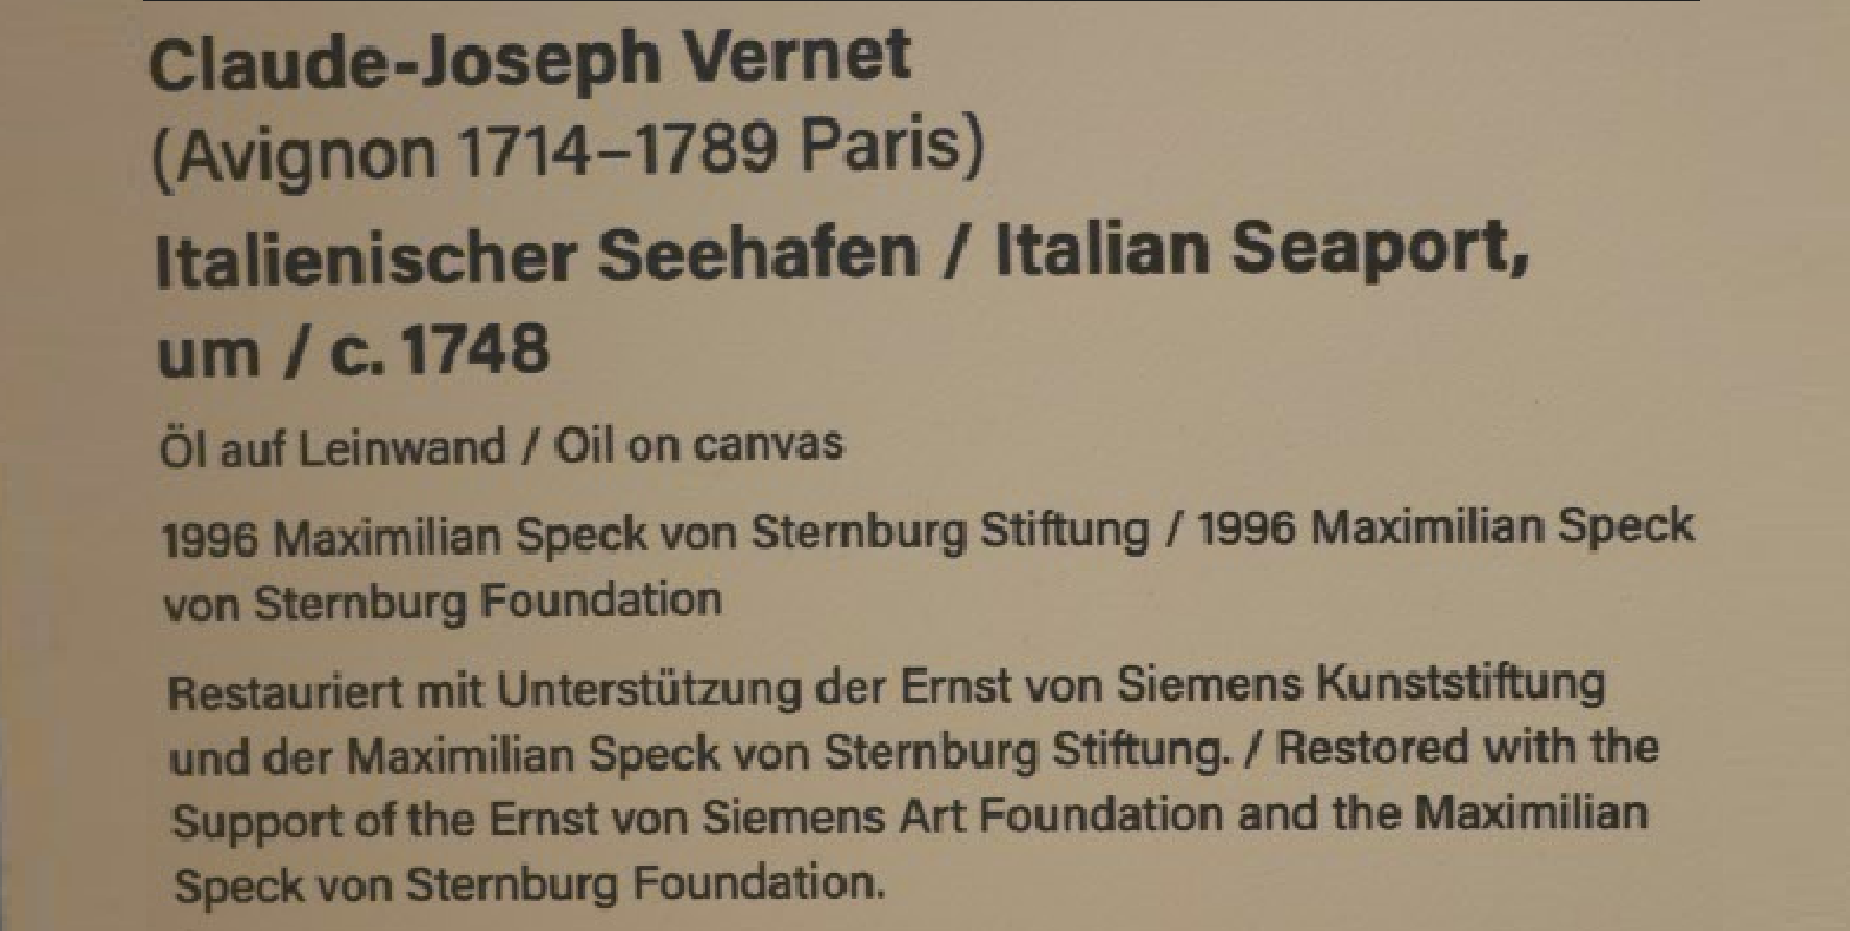 Claude-Joseph Vernet
(Avignon 1714–1789 Paris)
Italienischer Seehafen / Italian Seaport,
um / c. 1748
Öl auf Leinwand / Oil on canvas
1996 Maximilian Speck von Sternburg Stiftung / 1996 Maximilian Speck
von Sternburg Foundation
Restauriert mit Unterstützung der Ernst von Siemens Kunststiftung
und der Maximilian Speck von Sternburg Stiftung. / Restored with the
Support of the Ernst von Siemens Art Foundation and the Maximilian
Speck von Sternburg Foundation.